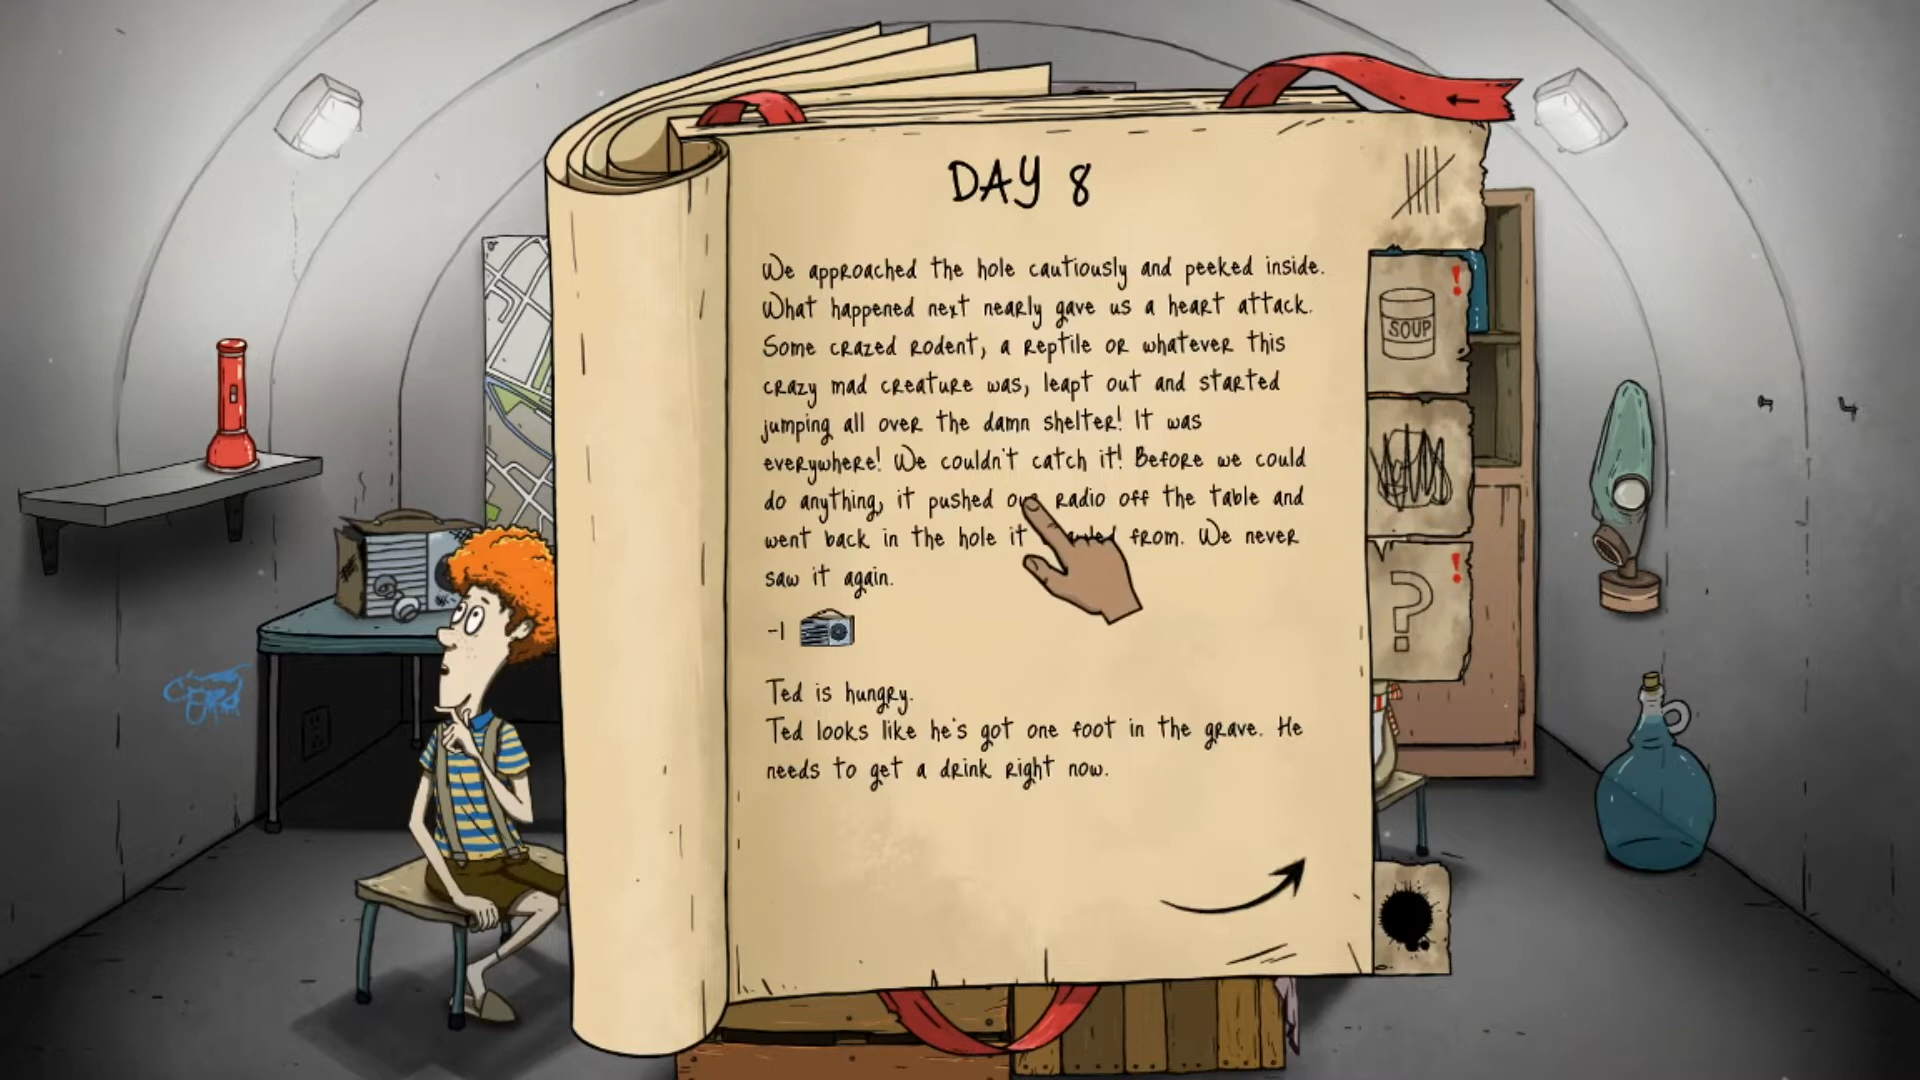 DAY 8
We approached the hole cautiously and peeked inside.
What happened next nearly gave us a heart attack.
Some crazed rodent, a reptile or whatever this
crazy mad creature was, leapt out and started
jumping all over the damn shelter! It was
everywhere! We couldn't catch it! Before we could
do anything, it pushed our radio off the table and
went back in the hole it from. We never
saw it again.
-1
Ted is hungry.
Ted looks like he's got one foot in the grave. He
needs to get a drink right now.
!
SOUP
!
?